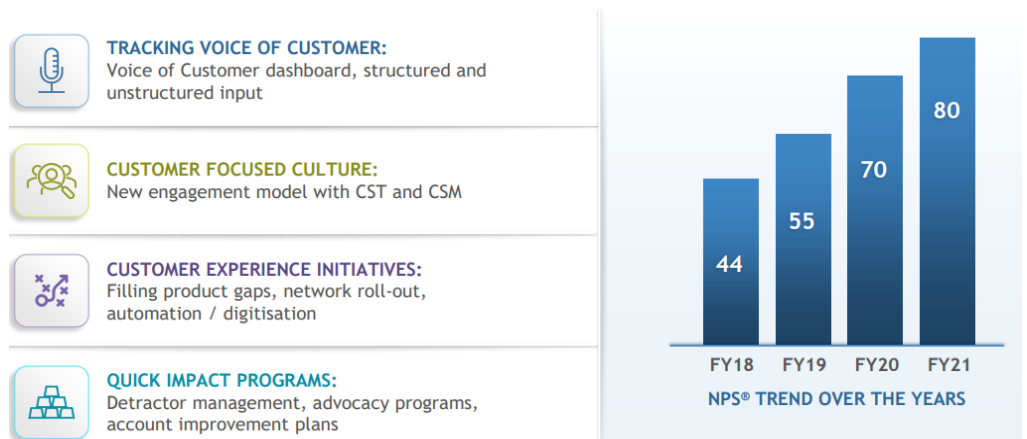 TRACKING VOICE OF CUSTOMER:
Voice of Customer dashboard, structured and
unstructured input
CUSTOMER FOCUSED CULTURE:
New engagement model with CST and CSM
CUSTOMER EXPERIENCE INITIATIVES:
Filling product gaps, network roll-out,
automation / digitisation
QUICK IMPACT PROGRAMS:
Detractor management, advocacy programs,
account improvement plans
44
55
70
80
FY18 FY19 FY20 FY21
NPS® TREND OVER THE YEARS